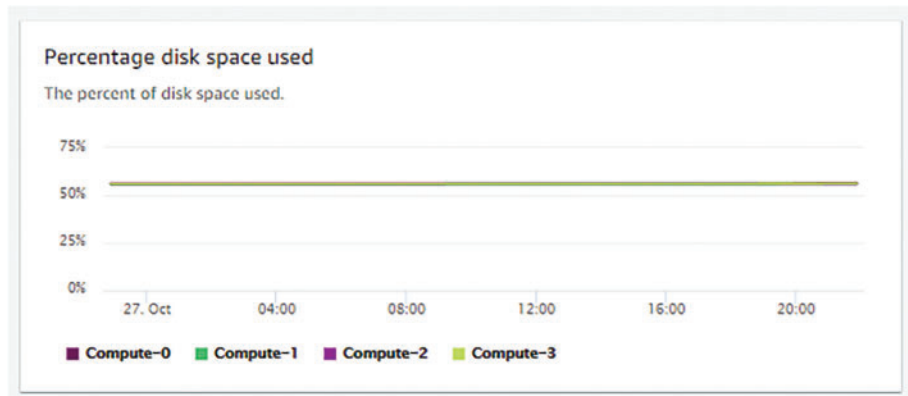 Percentage disk space used
The percent of disk space used.
75%
50%
25%
0%
27. Oct 04:00 08:00 12:00 16:00 20:00
Compute-0 Compute-1 Compute-2 Compute-3